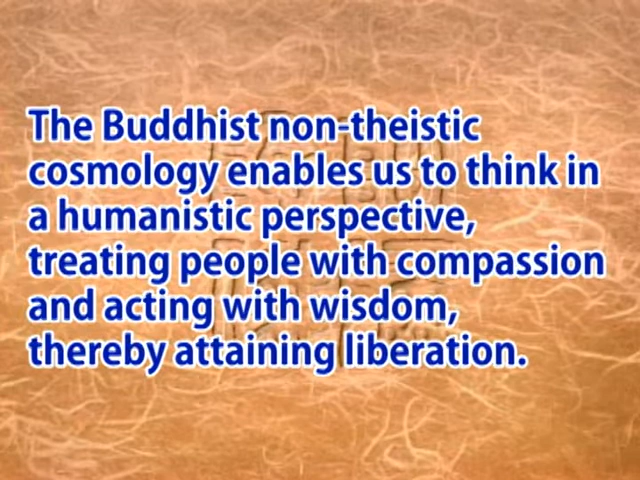 The Buddhist non-theistic
cosmology enables us to think in
a humanistic perspective,
treating people with compassion
and acting with wisdom,
thereby attaining liberation.